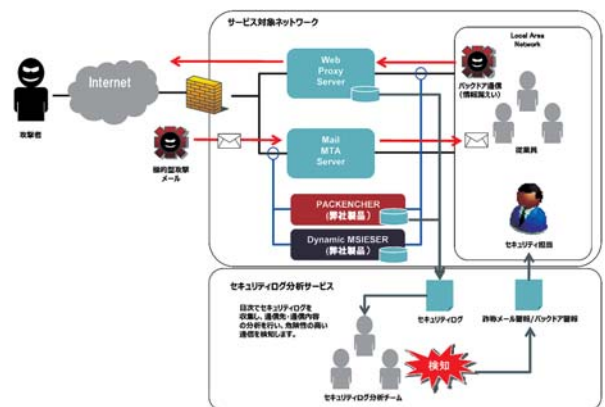 サービス対象ネットワーク
Local Area
Network
Internet
攻撃者
Web
Proxy
Server
バックドア通信
(情報漏えい)
従業員
標的型攻撃
メール
Mail
MTA
Server
PACKENCHER
(弊社製品)
Dynamic MSIESER
(弊社製品)
セキュリティ担当
セキュリティログ分析サービス
日次でセキュリティログを
収集し、通信先・通信内容
の分析を行い、危険性の高い
通信を検知します。
セキュリティログ
詐称メール警報/バックドア警報
検知
セキュリティログ分析チーム